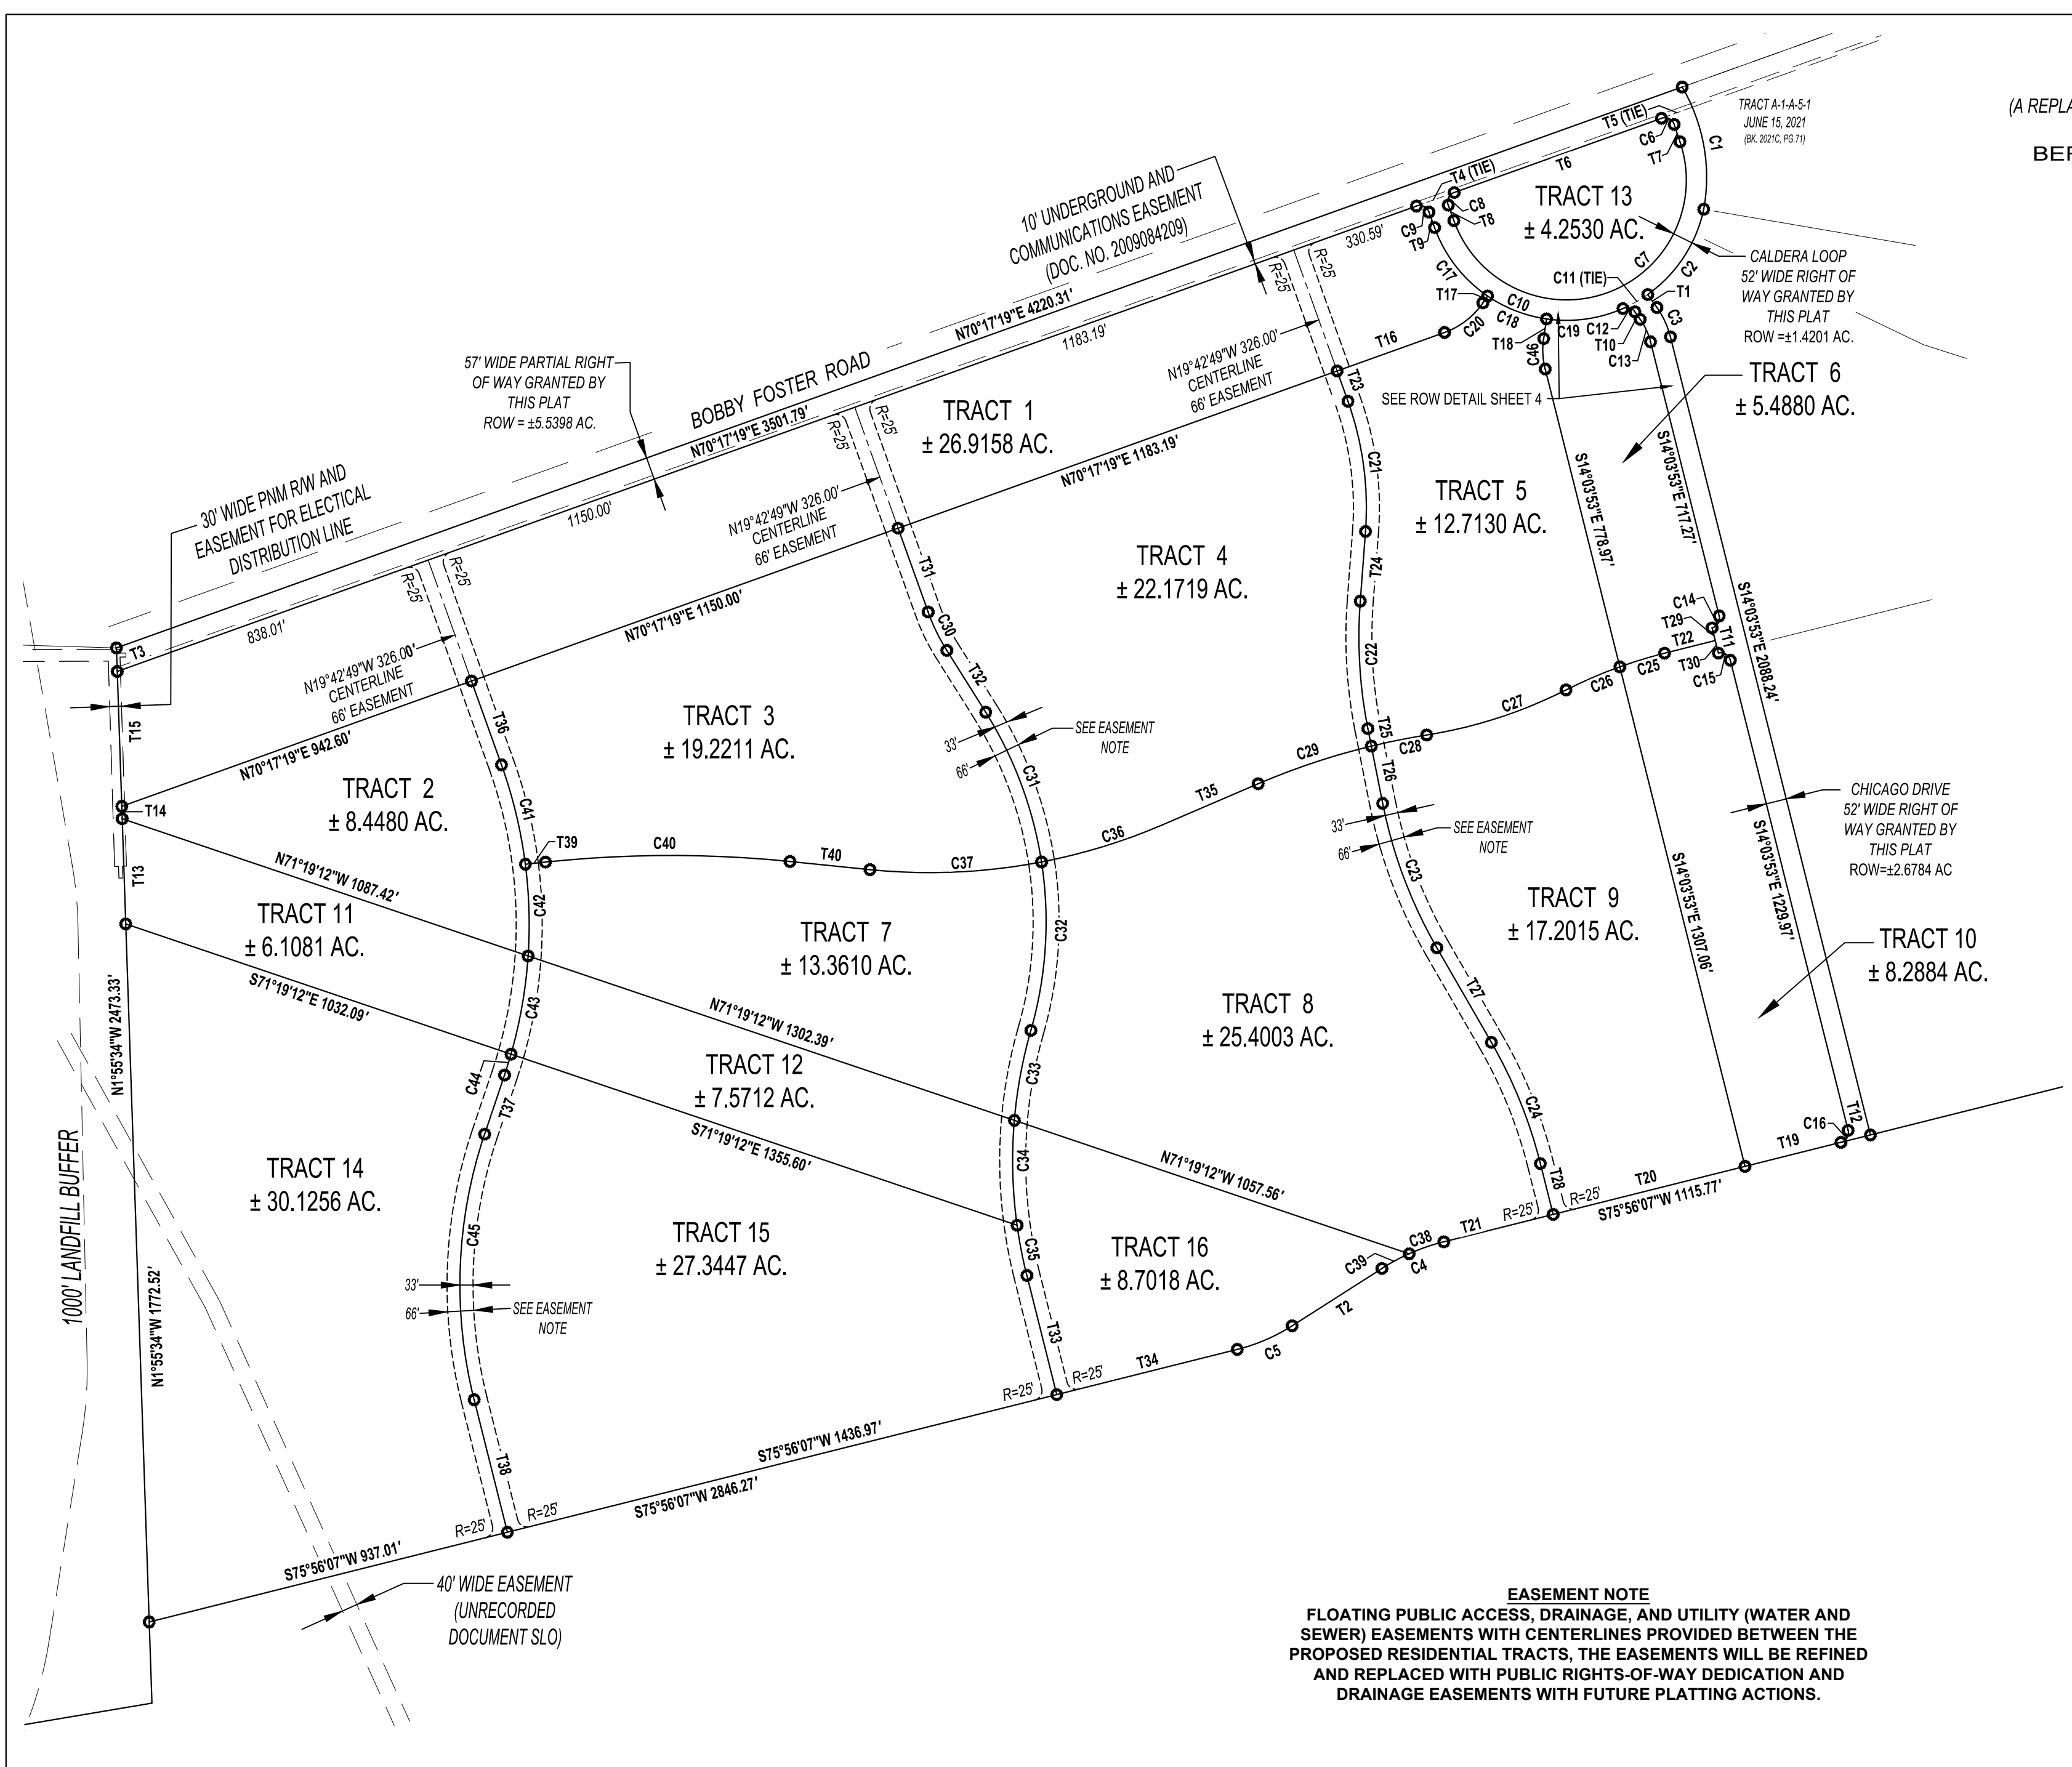 (A REPLA
BER
TRACT A-1-A-5-1
JUNE 15, 2021
(BK. 2021C, PG.71)
T5 (TIE)
C6
T7
C1
T6
T4 (TIE)
C8
T8
C9
T9
TRACT 13
± 4.2530 AC.
C7
C2
CALDERA LOOP
52' WIDE RIGHT OF
WAY GRANTED BY
THIS PLAT
ROW =±1.4201 AC.
10' UNDERGROUND AND
COMMUNICATIONS EASEMENT
(DOC. NO. 2009084209)
330.59'
R=25'
R=25'
C17
C11 (TIE)
T17
C10
T1
C3
C20
C18
C19
C12
T10
C13
T18
C46
T16
SEE ROW DETAIL SHEET 4
TRACT 6
± 5.4880 AC.
N70°17'19"E 4220.31'
1183.19'
N19°42'49"W 326.00'
CENTERLINE
66' EASEMENT
T23
57' WIDE PARTIAL RIGHT
OF WAY GRANTED BY
THIS PLAT
ROW = ±5.5398 AC.
BOBBY FOSTER ROAD
N70°17'19"E 3501.79'
R=25'
R=25'
TRACT 1
± 26.9158 AC.
N70°17'19"E 1183.19'
C21
S14°03'53"E 778.97'
S14°03'53"E 717.27'
30' WIDE PNM R/W AND
EASEMENT FOR ELECTICAL
DISTRIBUTION LINE
1150.00'
N19°42'49"W 326.00'
CENTERLINE
66' EASEMENT
TRACT 5
± 12.7130 AC.
T31
TRACT 4
± 22.1719 AC.
T24
R=25'
R=25'
838.01'
T3
N70°17'19"E 1150.00'
C30
C14
T29
T11
T22
T30
C15
C25
C26
S14°03'53"E 2088.24'
N19°42'49"W 326.00'
CENTERLINE
66' EASEMENT
T32
C22
T36
TRACT 3
± 19.2211 AC.
SEE EASEMENT
NOTE
33'
66'
C27
T25
C28
C29
T15
N70°17'19"E 942.60'
TRACT 2
± 8.4480 AC.
C31
T35
T26
T14
C41
T39
C40
T40
C37
C36
33'
66'
SEE EASEMENT
NOTE
CHICAGO DRIVE
52' WIDE RIGHT OF
WAY GRANTED BY
THIS PLAT
ROW=±2.6784 AC
T13
N71°19'12"W 1087.42'
C23
S14°03'53"E 1307.06'
S14°03'53"E 1229.97'
TRACT 11
± 6.1081 AC.
C42
TRACT 7
± 13.3610 AC.
C32
TRACT 9
± 17.2015 AC.
TRACT 10
± 8.2884 AC.
S71°19'12"E 1032.09'
C43
N71°19'12"W 1302.39'
TRACT 8
± 25.4003 AC.
T27
N1°55'34"W 2473.33'
C44
TRACT 12
± 7.5712 AC.
C33
T37
S71°19'12"E 1355.60'
C24
C16
T12
T19
1000' LANDFILL BUFFER
TRACT 14
± 30.1256 AC.
C34
N71°19'12"W 1057.56'
T28
T20
R=25'
R=25'
S75°56'07"W 1115.77'
C45
TRACT 15
± 27.3447 AC.
C35
TRACT 16
± 8.7018 AC.
C38
T21
C39
C4
33'
66'
SEE EASEMENT
NOTE
T2
N1°55'34"W 1772.52'
T33
C5
T34
R=25'
R=25'
T38
S75°56'07"W 1436.97'
S75°56'07"W 2846.27'
R=25'
R=25'
S75°56'07"W 937.01'
40' WIDE EASEMENT
(UNRECORDED
DOCUMENT SLO)
EASEMENT NOTE
FLOATING PUBLIC ACCESS, DRAINAGE, AND UTILITY (WATER AND
SEWER) EASEMENTS WITH CENTERLINES PROVIDED BETWEEN THE
PROPOSED RESIDENTIAL TRACTS, THE EASEMENTS WILL BE REFINED
AND REPLACED WITH PUBLIC RIGHTS-OF-WAY DEDICATION AND
DRAINAGE EASEMENTS WITH FUTURE PLATTING ACTIONS.